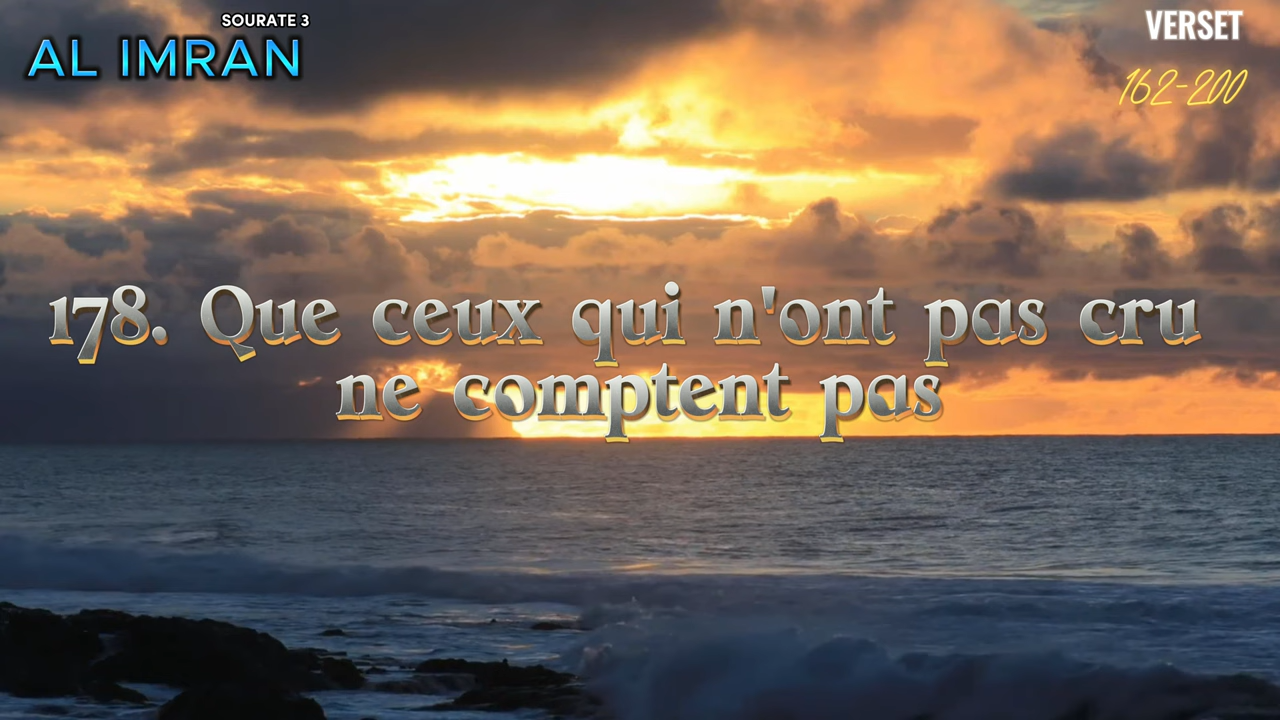 SOURATE 3
AL IMRAN
VERSET
162-200
178. Que ceux qui n'ont pas cru
ne comptent pas